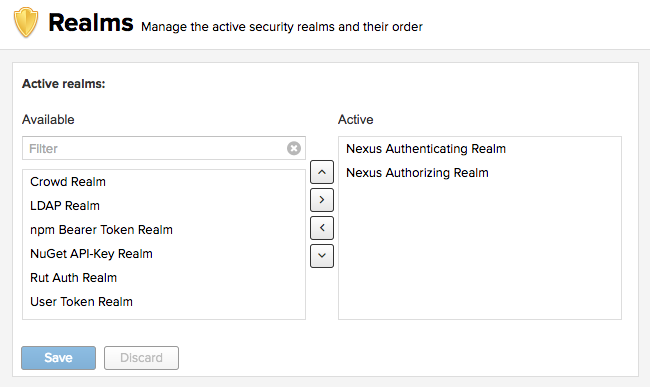 Realms Manage the active security realms and their order
Active realms:
Available
Active
Filter
Crowd Realm
LDAP Realm
npm Bearer Token Realm
NuGet API-Key Realm
Rut Auth Realm
User Token Realm
Nexus Authenticating Realm
Nexus Authorizing Realm
Save
Discard